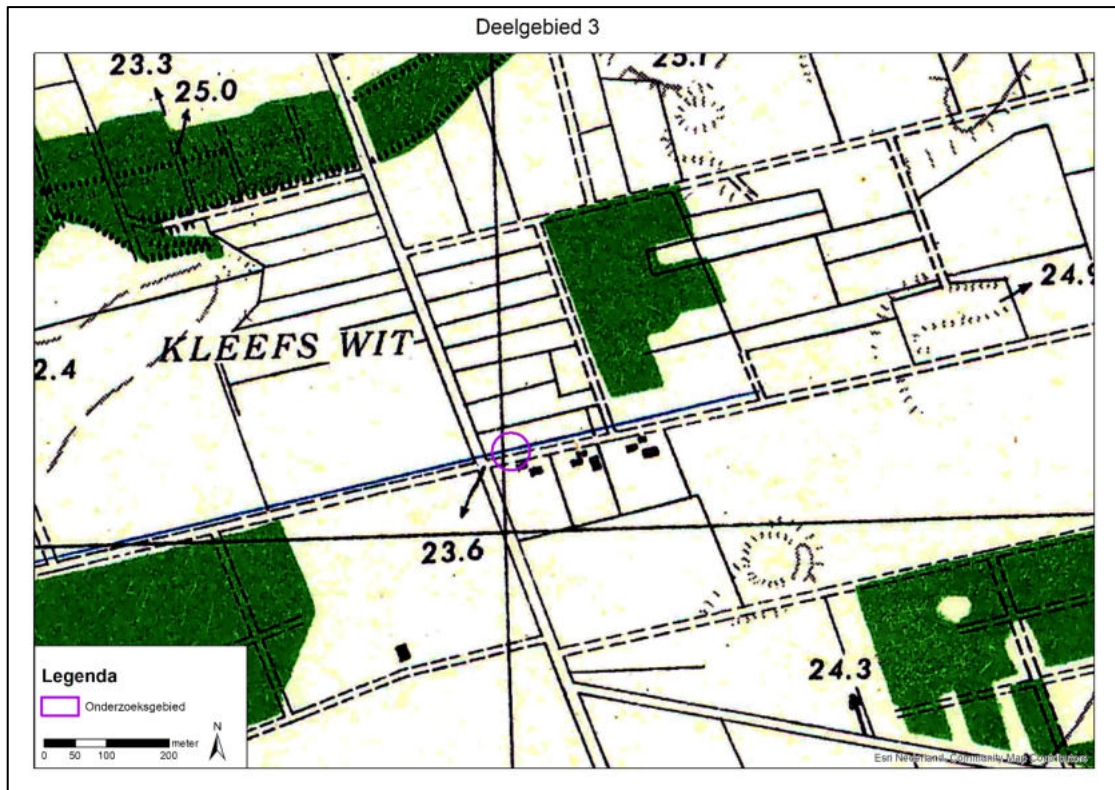 Deelgebied 3
23.3
25.0
25.1
24.9
KLEEFS WIT
2.4
23.6
24.3
Legenda
Onderzoeksgebied
N
meter
0 50 100 200
Esri Nederland, Community Map Contributors